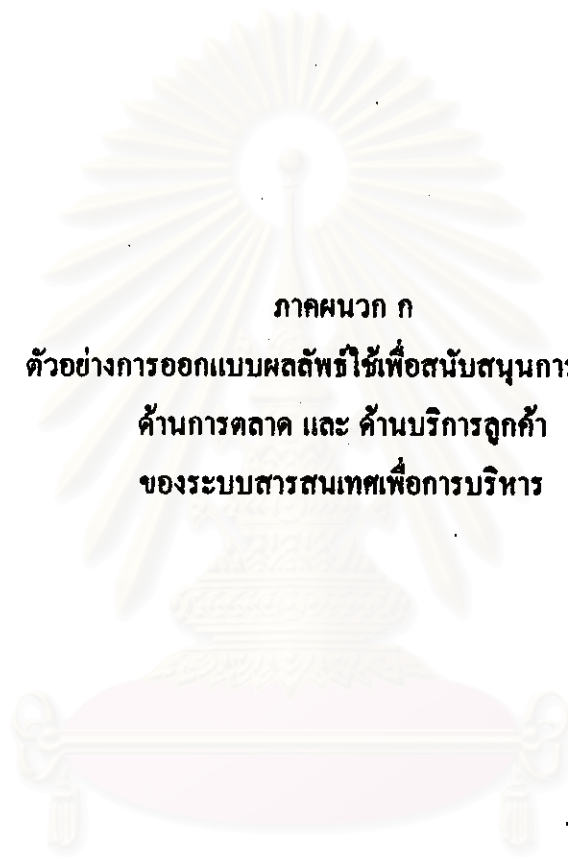 ภาคผนวก ก
ตัวอย่างการออกแบบผลลัพธ์ใช้เพื่อสนับสนุนการ
ด้านการตลาด และ ด้านบริการลูกค้า
ของระบบสารสนเทศเพื่อการบริหาร